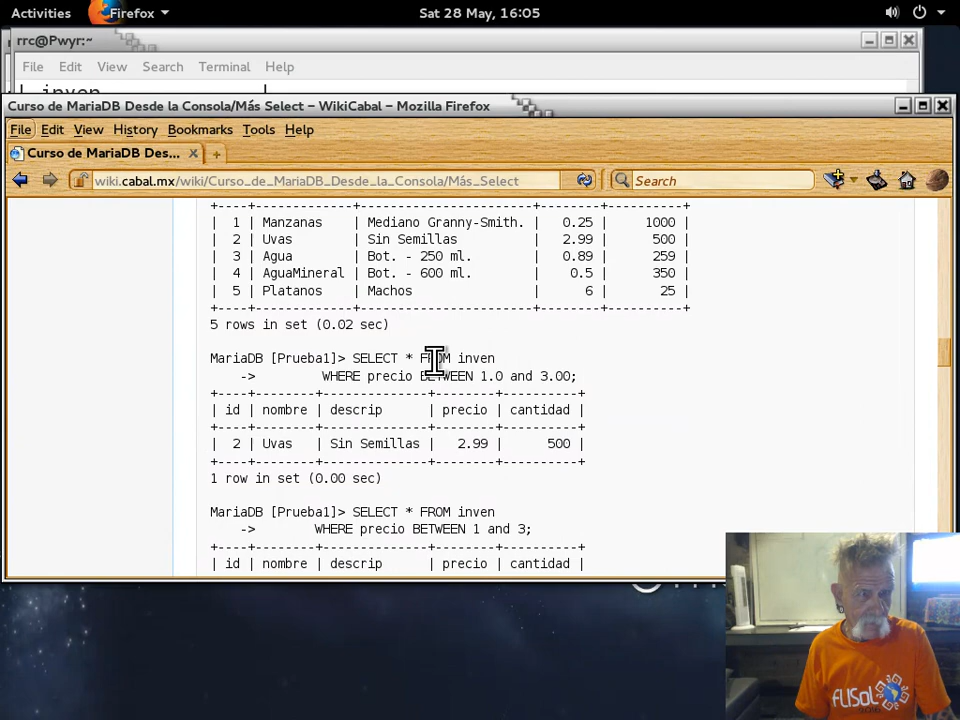 Activities Firefox Sat 28 May, 16:05
rrc@Pwyr:~
File Edit View Search Terminal Help
| inven |
Curso de MariaDB Desde la Consola/Más Select – WikiCabal – Mozilla Firefox
File Edit View History Bookmarks Tools Help
Curso de MariaDB Des... × +
wiki.cabal.mx/wiki/Curso_de_MariaDB_Desde_la_Consola/Más_Select Search
+----+-------------+----------------------+--------+----------+
| 1 | Manzanas | Mediano Granny-Smith. | 0.25 | 1000 |
| 2 | Uvas | Sin Semillas | 2.99 | 500 |
| 3 | Agua | Bot. - 250 ml. | 0.89 | 259 |
| 4 | AguaMineral | Bot. - 600 ml. | 0.5 | 350 |
| 5 | Platanos | Machos | 6 | 25 |
+----+-------------+----------------------+--------+----------+
5 rows in set (0.02 sec)
MariaDB [Prueba1]> SELECT * FROM inven
-> WHERE precio BETWEEN 1.0 and 3.00;
+----+--------+--------------+--------+----------+
| id | nombre | descrip | precio | cantidad |
+----+--------+--------------+--------+----------+
| 2 | Uvas | Sin Semillas | 2.99 | 500 |
+----+--------+--------------+--------+----------+
1 row in set (0.00 sec)
MariaDB [Prueba1]> SELECT * FROM inven
-> WHERE precio BETWEEN 1 and 3;
+----+--------+--------------+--------+----------+
| id | nombre | descrip | precio | cantidad |
FLISoL